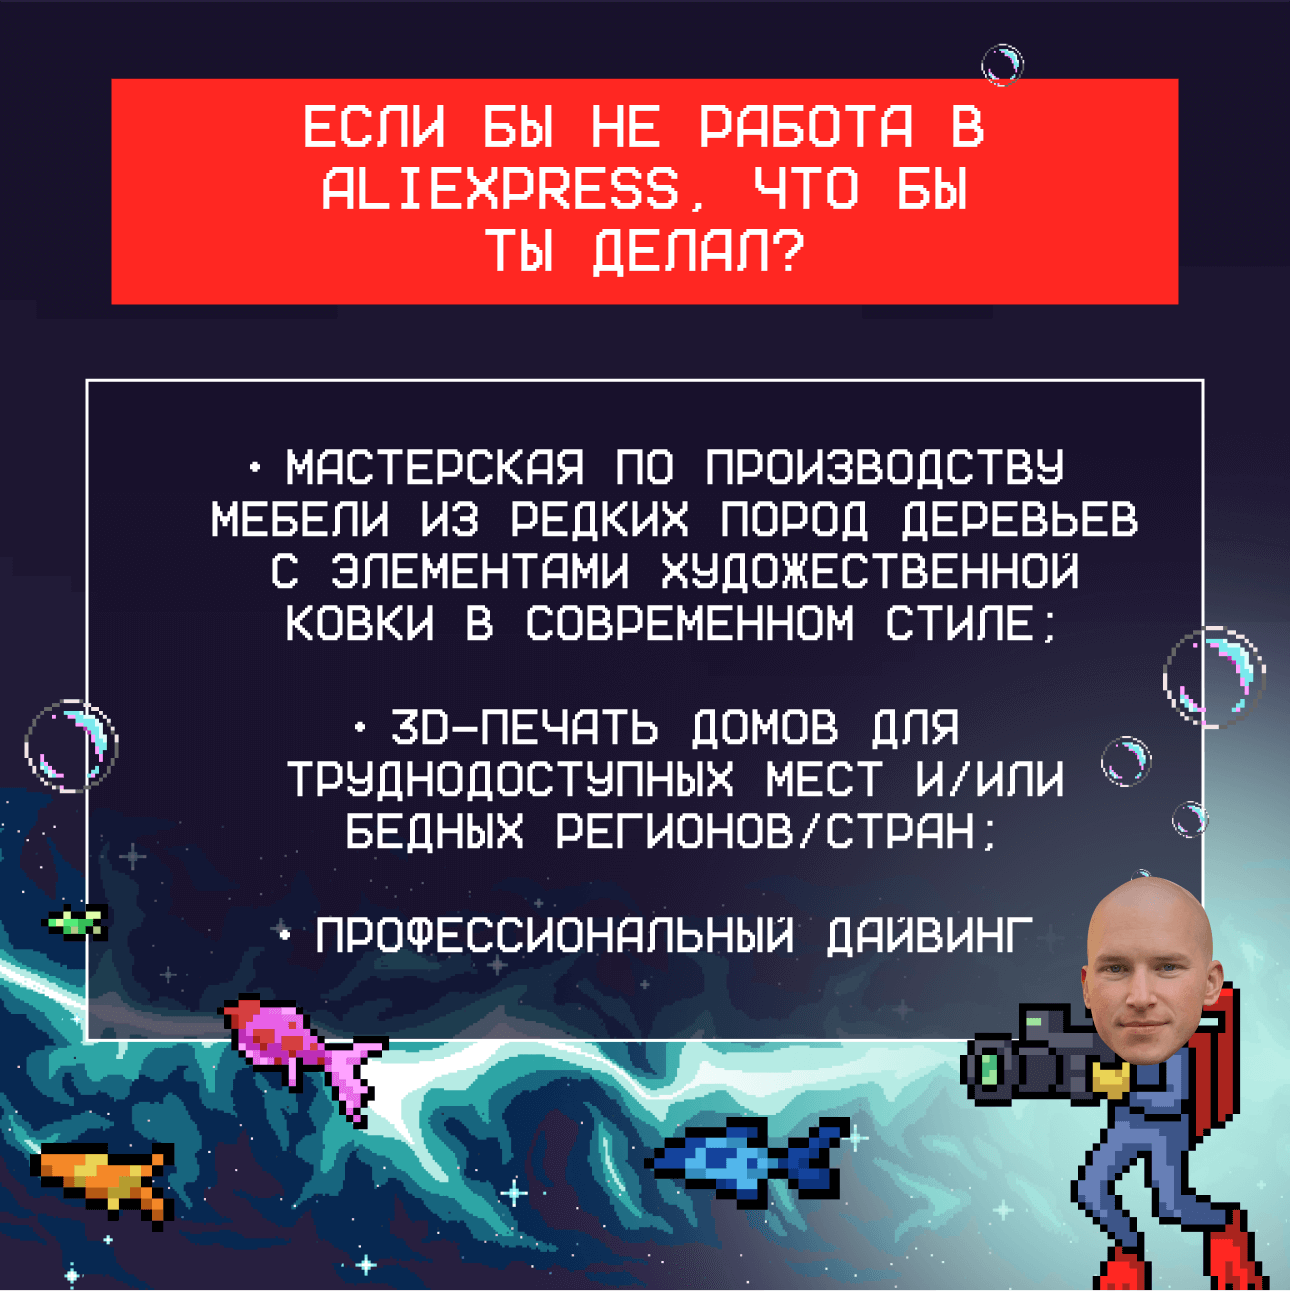 ЕСЛИ БЫ НЕ РАБОТА В
ALIEXPRESS, ЧТО БЫ
ТЫ ДЕЛАЛ?
• МАСТЕРСКАЯ ПО ПРОИЗВОДСТВУ
МЕБЕЛИ ИЗ РЕДКИХ ПОРОД ДЕРЕВЬЕВ
С ЭЛЕМЕНТАМИ ХУДОЖЕСТВЕННОЙ
КОВКИ В СОВРЕМЕННОМ СТИЛЕ;
• 3D-ПЕЧАТЬ ДОМОВ ДЛЯ
ТРУДНОДОСТУПНЫХ МЕСТ И/ИЛИ
БЕДНЫХ РЕГИОНОВ/СТРАН;
• ПРОФЕССИОНАЛЬНЫЙ ДАЙВИНГ